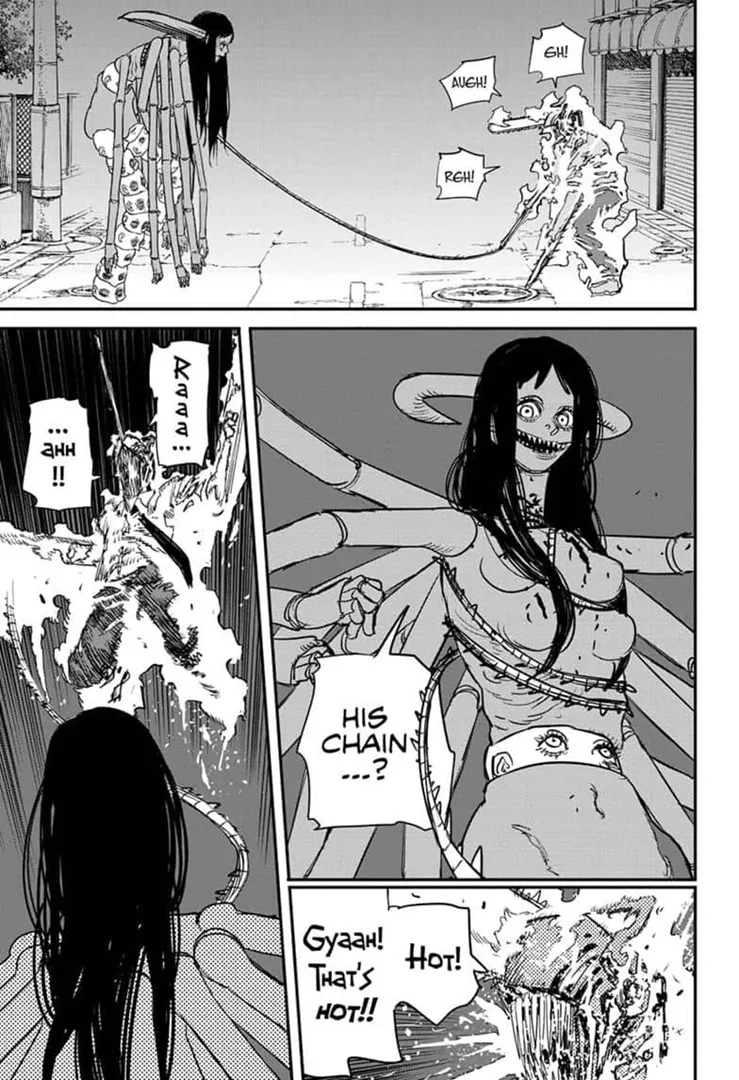 GH!
AUGH!
RGH!
HIS
CHAIN
...?
Raaa...
...
AHH
!!
HOT!
GYAAH!
THAT'S
HOT!!